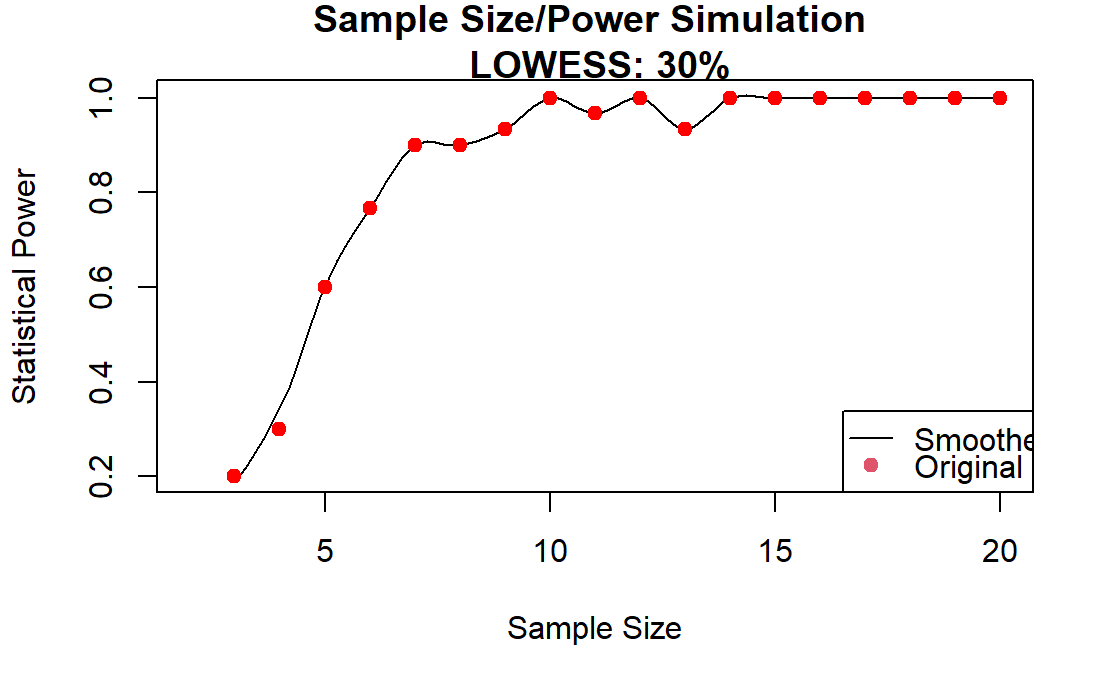 Sample Size/Power Simulation
LOWESS: 30%
Statistical Power
1.0
0.8
0.6
0.4
0.2
Smoothe
Original
5 10 15 20
Sample Size